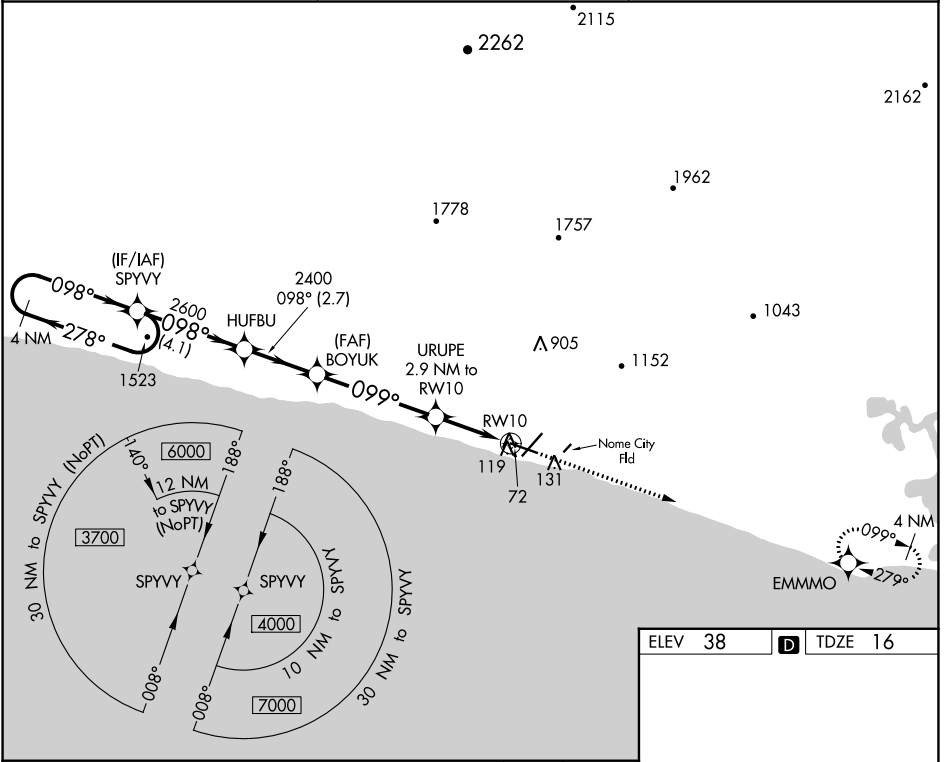 2115
2262
2162
1962
1778
1757
(IF/IAF)
SPYVY
098°
2600
098°
(4.1)
278°
4 NM
1523
HUFBU
2400
098° (2.7)
(FAF)
BOYUK
099°
URUPE
2.9 NM to
RW10
1043
905
1152
RW10
119
72
131
Nome City
Fld
4 NM
099°
279°
EMMMO
30 NM to SPYVY (NoPT)
140°
6000
188°
12 NM
to SPYVY
(NoPT)
3700
SPYVY
008°
188°
SPYVY
4000
10 NM to SPYVY
30 NM to SPYVY
7000
008°
ELEV 38
D
TDZE 16